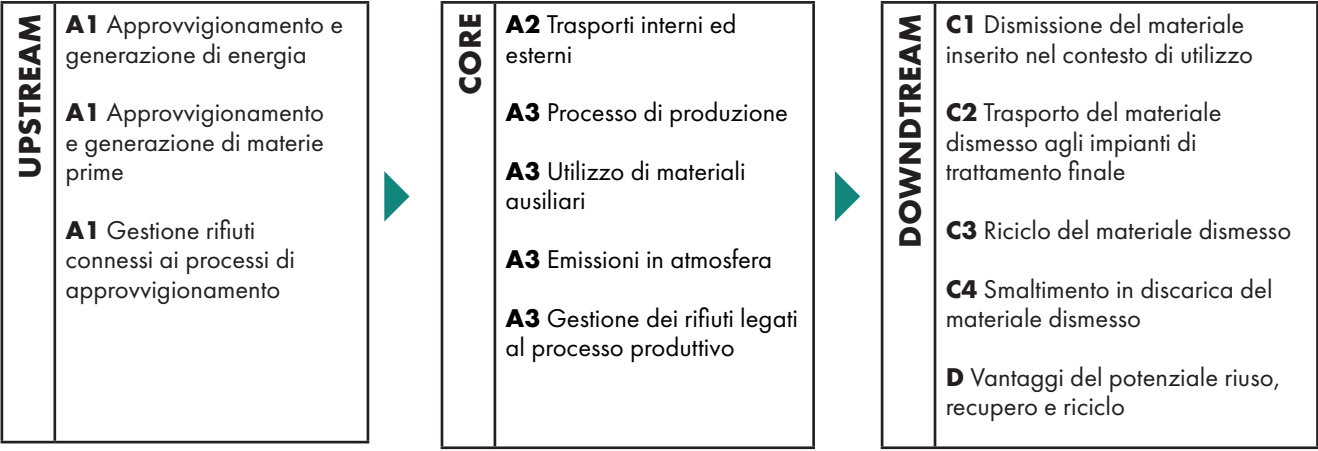 UPSTREAM
A1 Approvvigionamento e
generazione di energia
A1 Approvvigionamento
e generazione di materie
prime
A1 Gestione rifiuti
connessi ai processi di
approvvigionamento
CORE
A2 Trasporti interni ed
esterni
A3 Processo di produzione
A3 Utilizzo di materiali
ausiliari
A3 Emissioni in atmosfera
A3 Gestione dei rifiuti legati
al processo produttivo
DOWNDTREAM
C1 Dismissione del materiale
inserito nel contesto di utilizzo
C2 Trasporto del materiale
dismesso agli impianti di
trattamento finale
C3 Riciclo del materiale dismesso
C4 Smaltimento in discarica del
materiale dismesso
D Vantaggi del potenziale riuso,
recupero e riciclo